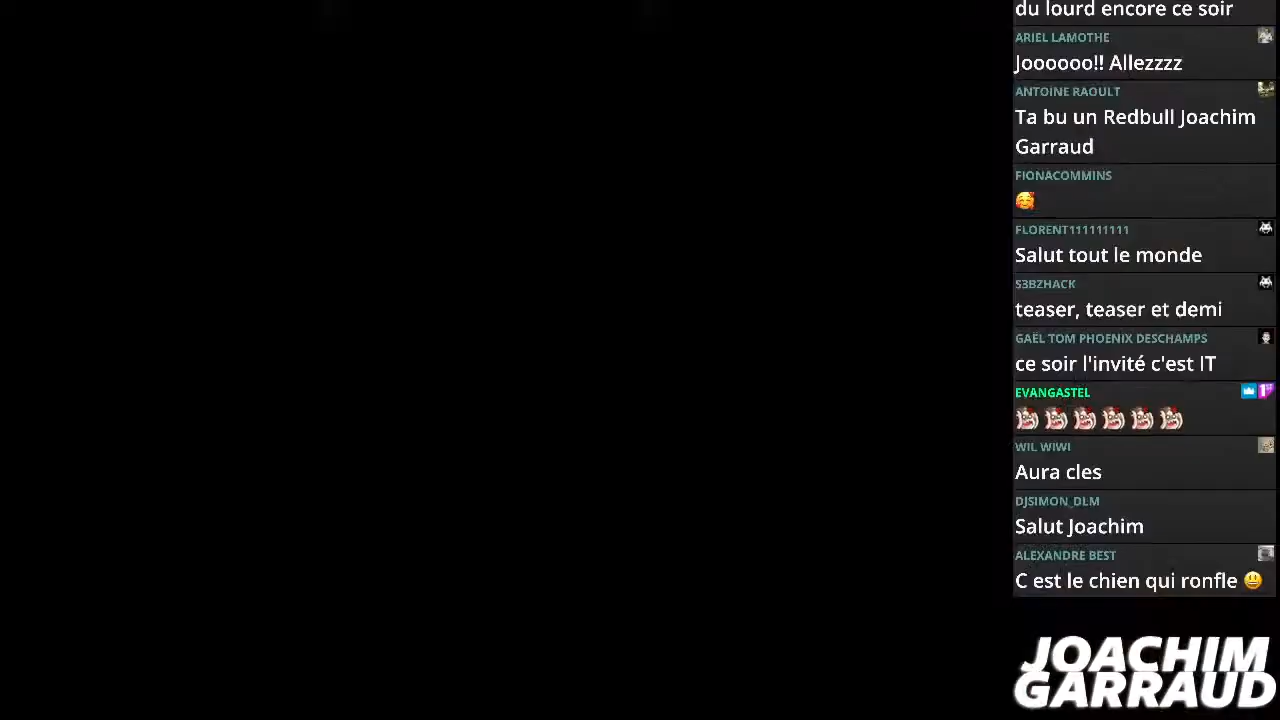 du lourd encore ce soir
ARIEL LAMOTHE
Joooooo!! Allezzzz
ANTOINE RAOULT
Ta bu un Redbull Joachim
Garraud
FIONACOMMINS
🥰
FLORENT111111111
Salut tout le monde
S3BZHACK
teaser, teaser et demi
GAËL TOM PHOENIX DESCHAMPS
ce soir l'invité c'est IT
EVANGASTEL
WIL WIWI
Aura cles
DJSIMON_DLM
Salut Joachim
ALEXANDRE BEST
C est le chien qui ronfle 😃
JOACHIM
GARRAUD